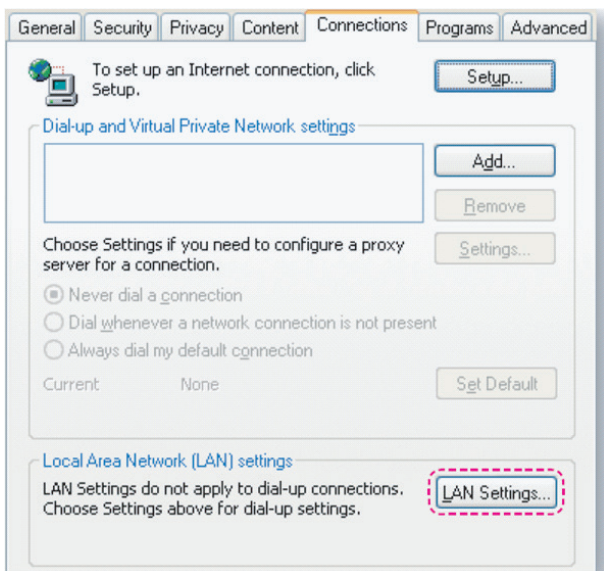 General Security Privacy Content Connections Programs Advanced
To set up an Internet connection, click
Setup.
Setup...
Dial-up and Virtual Private Network settings
Add...
Remove
Choose Settings if you need to configure a proxy
server for a connection.
Settings...
Never dial a connection
Dial whenever a network connection is not present
Always dial my default connection
Current None
Set Default
Local Area Network (LAN) settings
LAN Settings do not apply to dial-up connections.
Choose Settings above for dial-up settings.
LAN Settings...